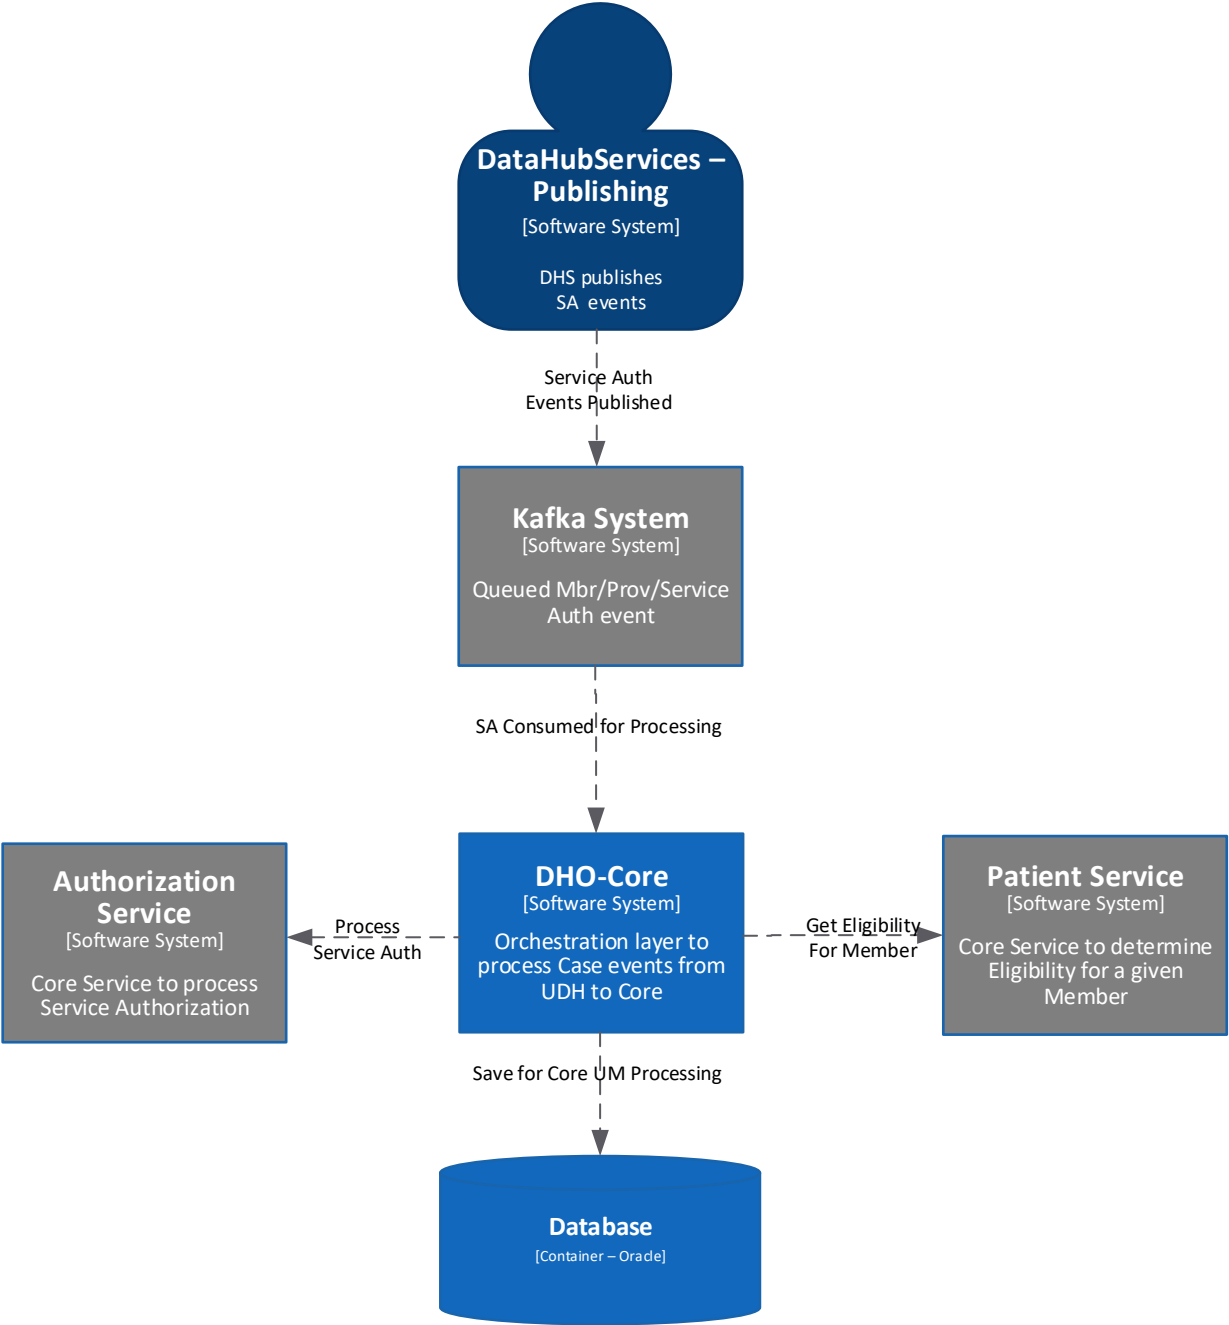 DataHubServices –
Publishing
[Software System]
DHS publishes
SA events
Service Auth
Events Published
Kafka System
[Software System]
Queued Mbr/Prov/Service
Auth event
SA Consumed for Processing
Authorization
Service
[Software System]
Core Service to process
Service Authorization
Process
Service Auth
DHO-Core
[Software System]
Orchestration layer to
process Case events from
UDH to Core
Get Eligibility
For Member
Patient Service
[Software System]
Core Service to determine
Eligibility for a given
Member
Save for Core UM Processing
Database
[Container – Oracle]